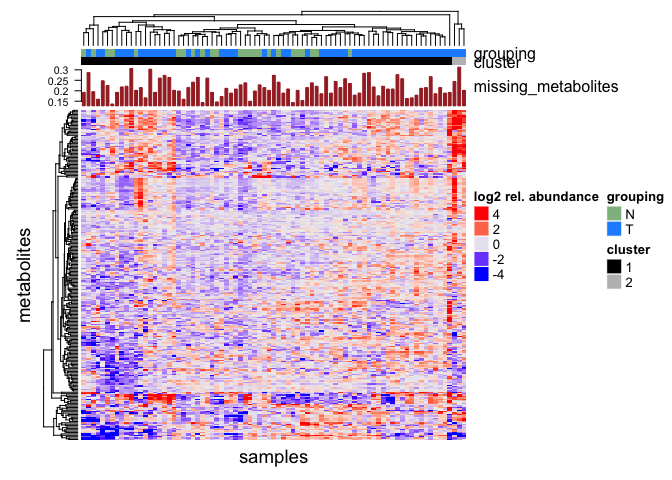 grouping
cluster
0.3
0.25
0.2
0.15
missing_metabolites
log2 rel. abundance
4
2
0
-2
-4
grouping
N
T
cluster
1
2
metabolites
samples